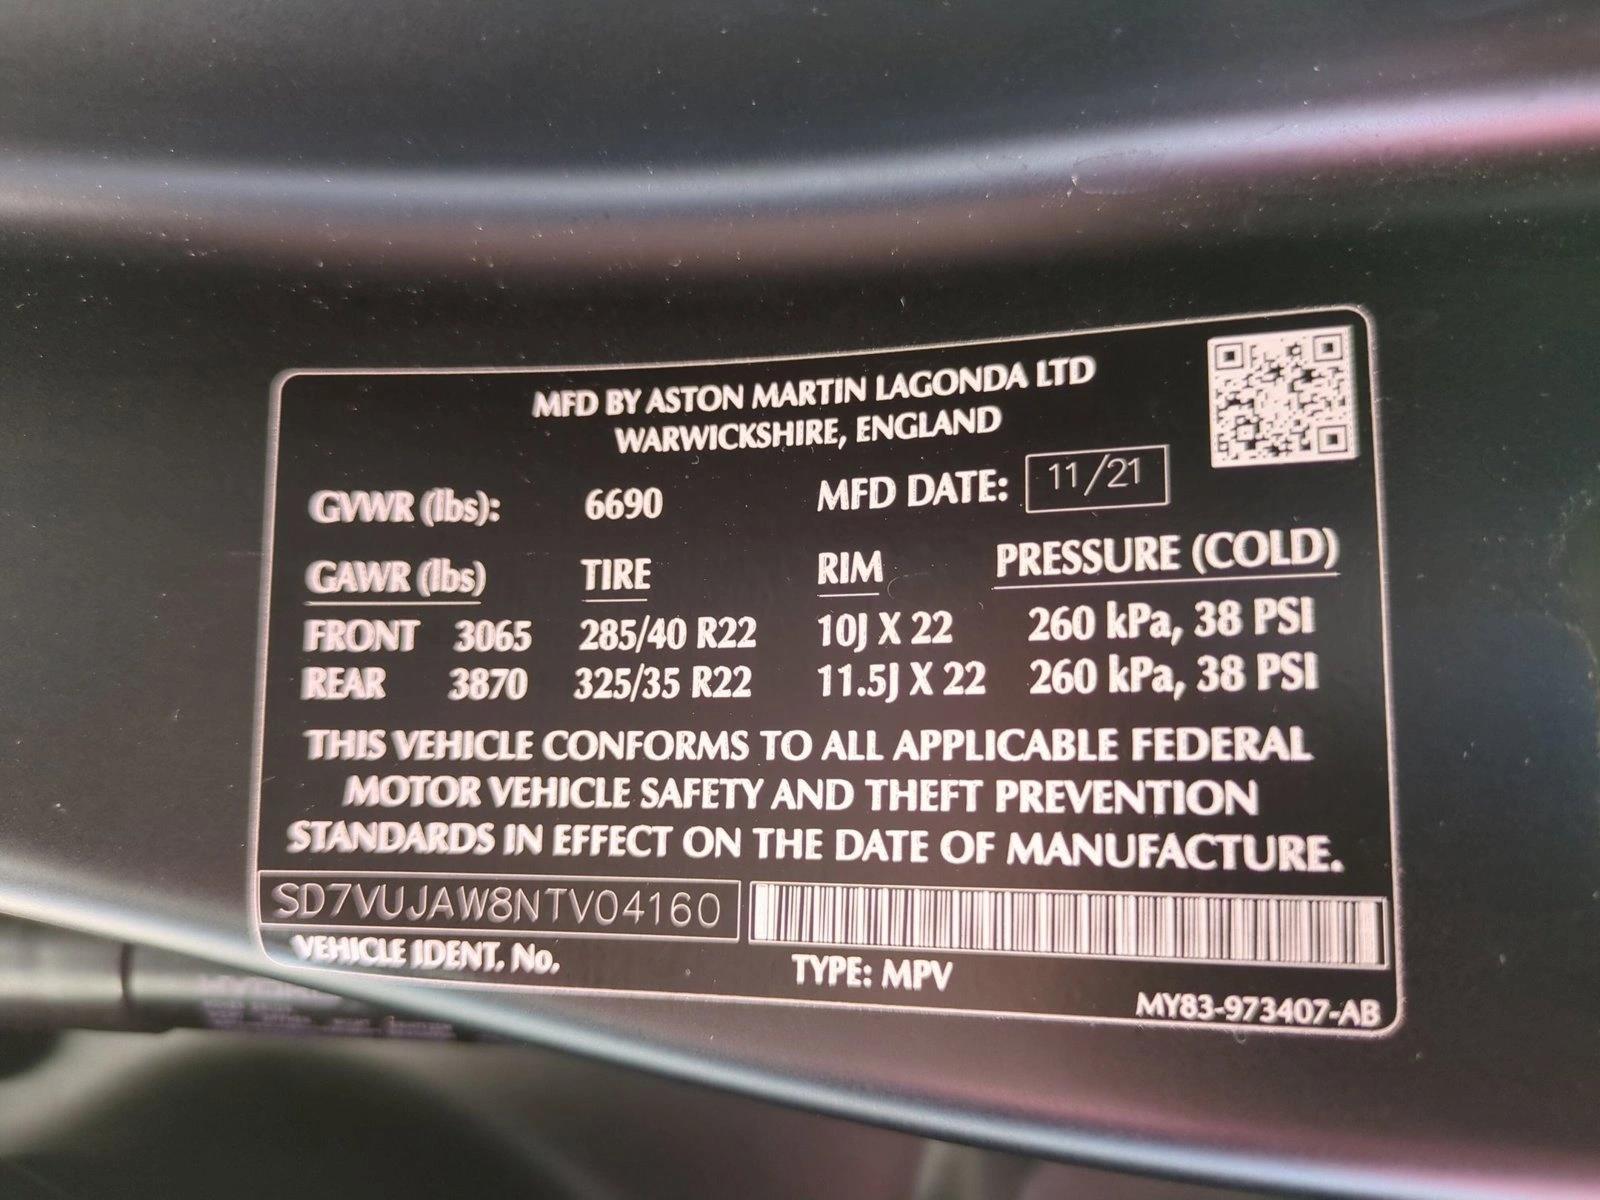 MFD BY ASTON MARTIN LAGONDA LTD
WARWICKSHIRE, ENGLAND
GVWR (lbs): 6690 MFD DATE: 11/21
GAWR (lbs) TIRE RIM PRESSURE (COLD)
FRONT 3065 285/40 R22 10J X 22 260 kPa, 38 PSI
REAR 3870 325/35 R22 11.5J X 22 260 kPa, 38 PSI
THIS VEHICLE CONFORMS TO ALL APPLICABLE FEDERAL
MOTOR VEHICLE SAFETY AND THEFT PREVENTION
STANDARDS IN EFFECT ON THE DATE OF MANUFACTURE.
SD7VUJAW8NTV04160
VEHICLE IDENT. No. TYPE: MPV
MY83-973407-AB